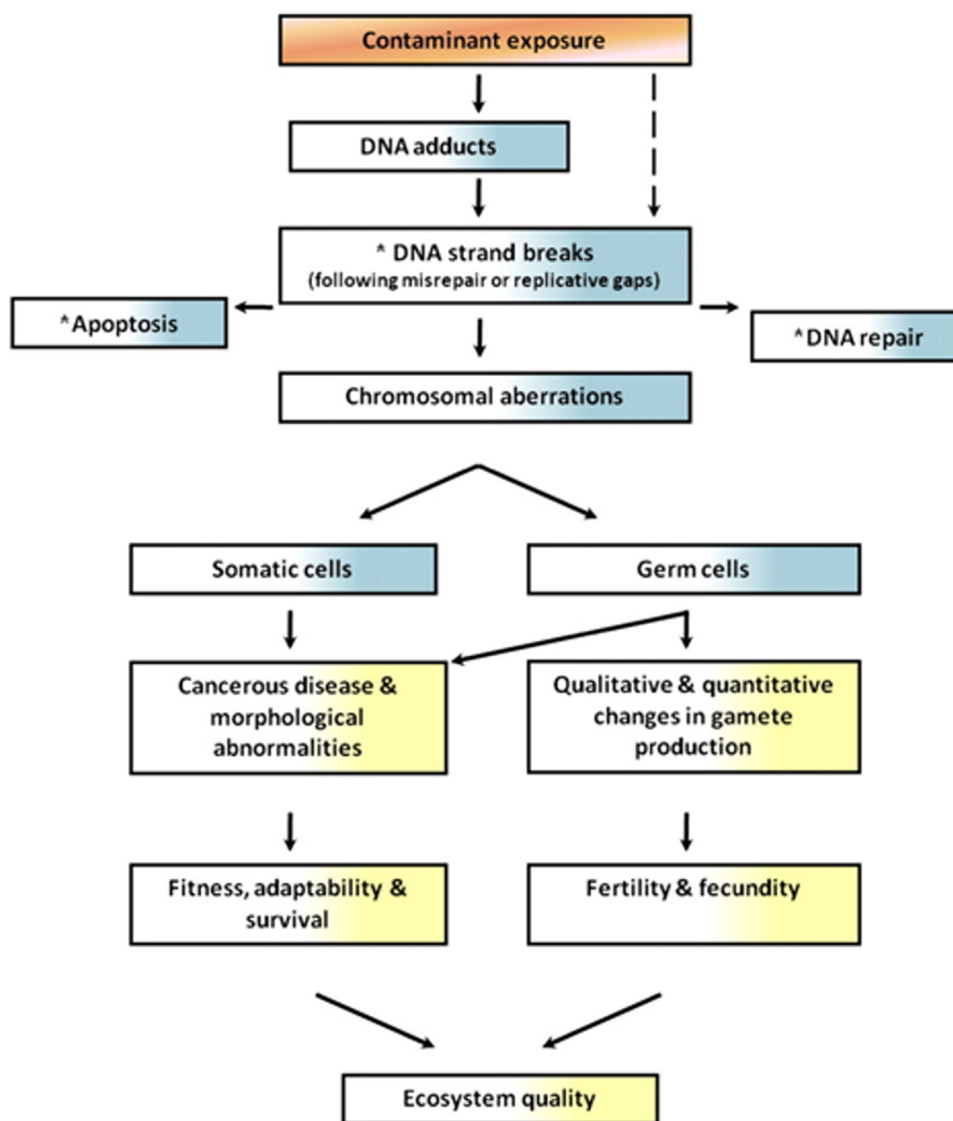 Contaminant exposure
DNA adducts
* DNA strand breaks
(following misrepair or replicative gaps)
*Apoptosis
*DNA repair
Chromosomal aberrations
Somatic cells
Germ cells
Cancerous disease &
morphological
abnormalities
Qualitative & quantitative
changes in gamete
production
Fitness, adaptability &
survival
Fertility & fecundity
Ecosystem quality